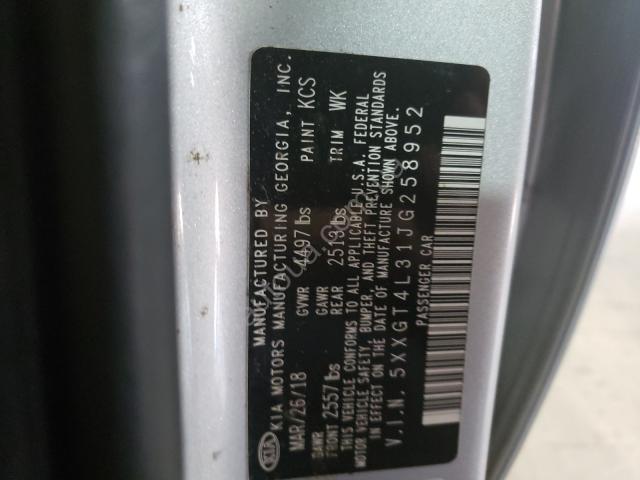 KIA
MANUFACTURED BY
KIA MOTORS MANUFACTURING GEORGIA, INC.
MAR/26/18 GVWR 4497 lbs PAINT KCS
GAWR FRONT 2557 lbs GAWR REAR 2513 lbs TRIM WK
THIS VEHICLE CONFORMS TO ALL APPLICABLE U.S.A. FEDERAL
MOTOR VEHICLE SAFETY, BUMPER, AND THEFT PREVENTION STANDARDS
IN EFFECT ON THE DATE OF MANUFACTURE SHOWN ABOVE.
V.I.N. 5XXGT4L31JG258952
PASSENGER CAR